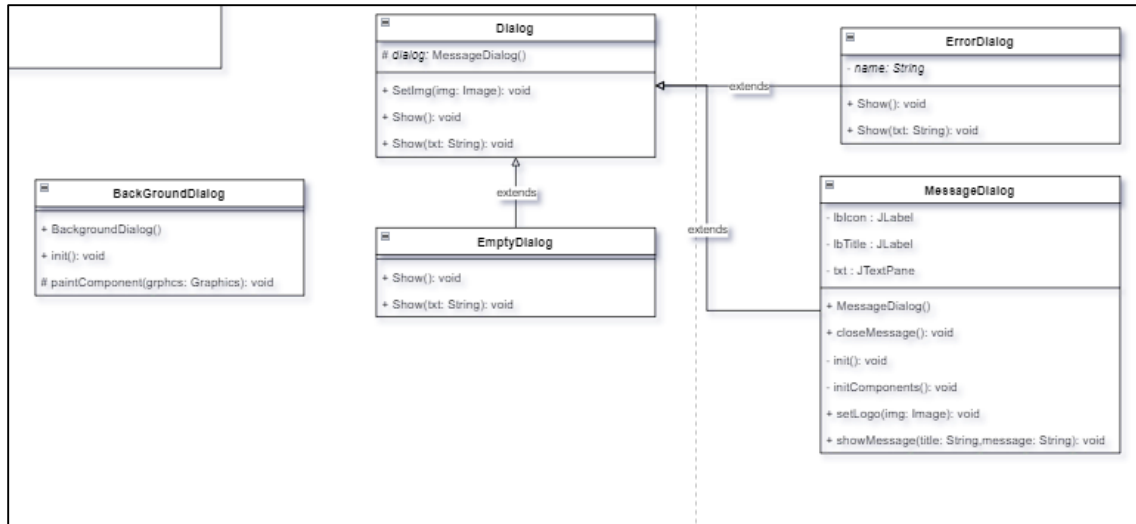 Dialog
# dialog: MessageDialog()
+ SetImg(img: Image): void
+ Show(): void
+ Show(txt: String): void
extends
ErrorDialog
- name: String
+ Show(): void
+ Show(txt: String): void
BackGroundDialog
+ BackgroundDialog()
+ init(): void
# paintComponent(grphcs: Graphics): void
extends
EmptyDialog
+ Show(): void
+ Show(txt: String): void
extends
MessageDialog
- lbIcon : JLabel
- lbTitle : JLabel
- txt : JTextPane
+ MessageDialog()
+ closeMessage(): void
- init(): void
- initComponents(): void
+ setLogo(img: Image): void
+ showMessage(title: String,message: String): void